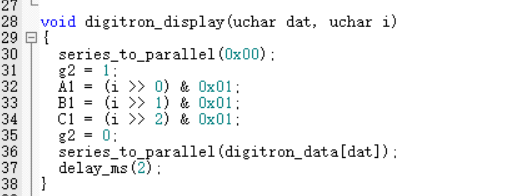 27
28 void digitron_display(uchar dat, uchar i)
29 {
30 series_to_parallel(0x00);
31 g2 = 1;
32 A1 = (i >> 0) & 0x01;
33 B1 = (i >> 1) & 0x01;
34 C1 = (i >> 2) & 0x01;
35 g2 = 0;
36 series_to_parallel(digitron_data[dat]);
37 delay_ms(2);
38 }